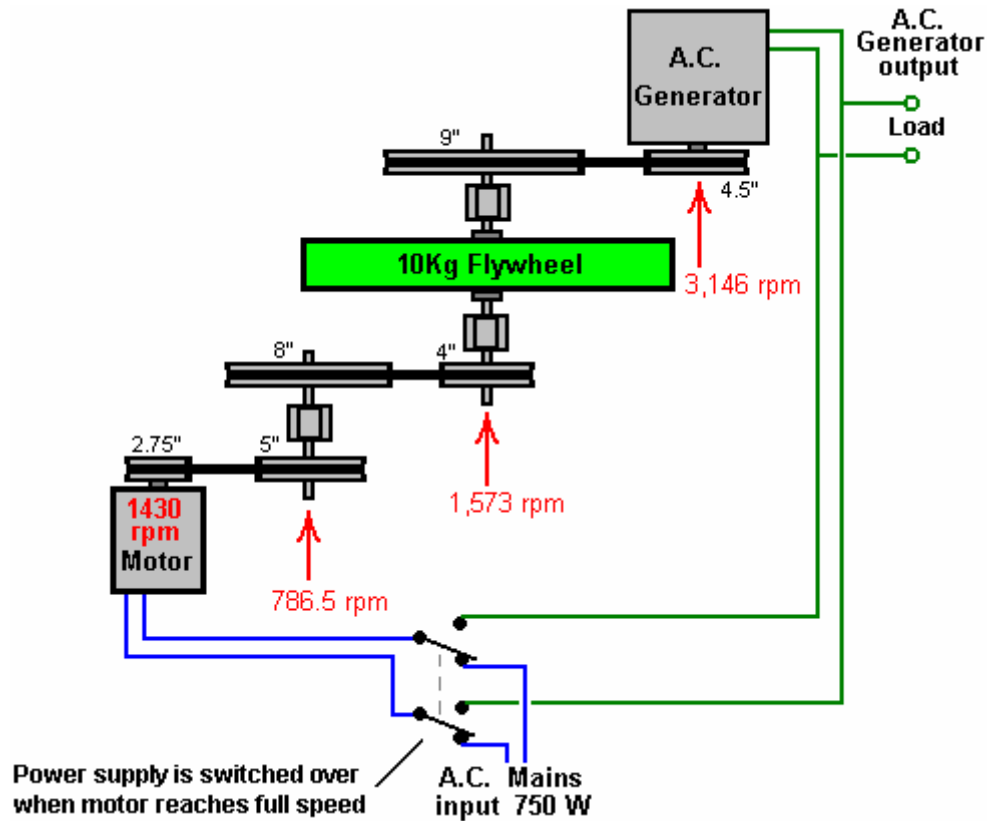 A.C.
Generator
output
A.C.
Generator
Load
9"
4.5"
10Kg Flywheel
3,146 rpm
8"
4"
2.75"
5"
1430
rpm
Motor
1,573 rpm
786.5 rpm
Power supply is switched over
when motor reaches full speed
A.C. Mains
input 750 W